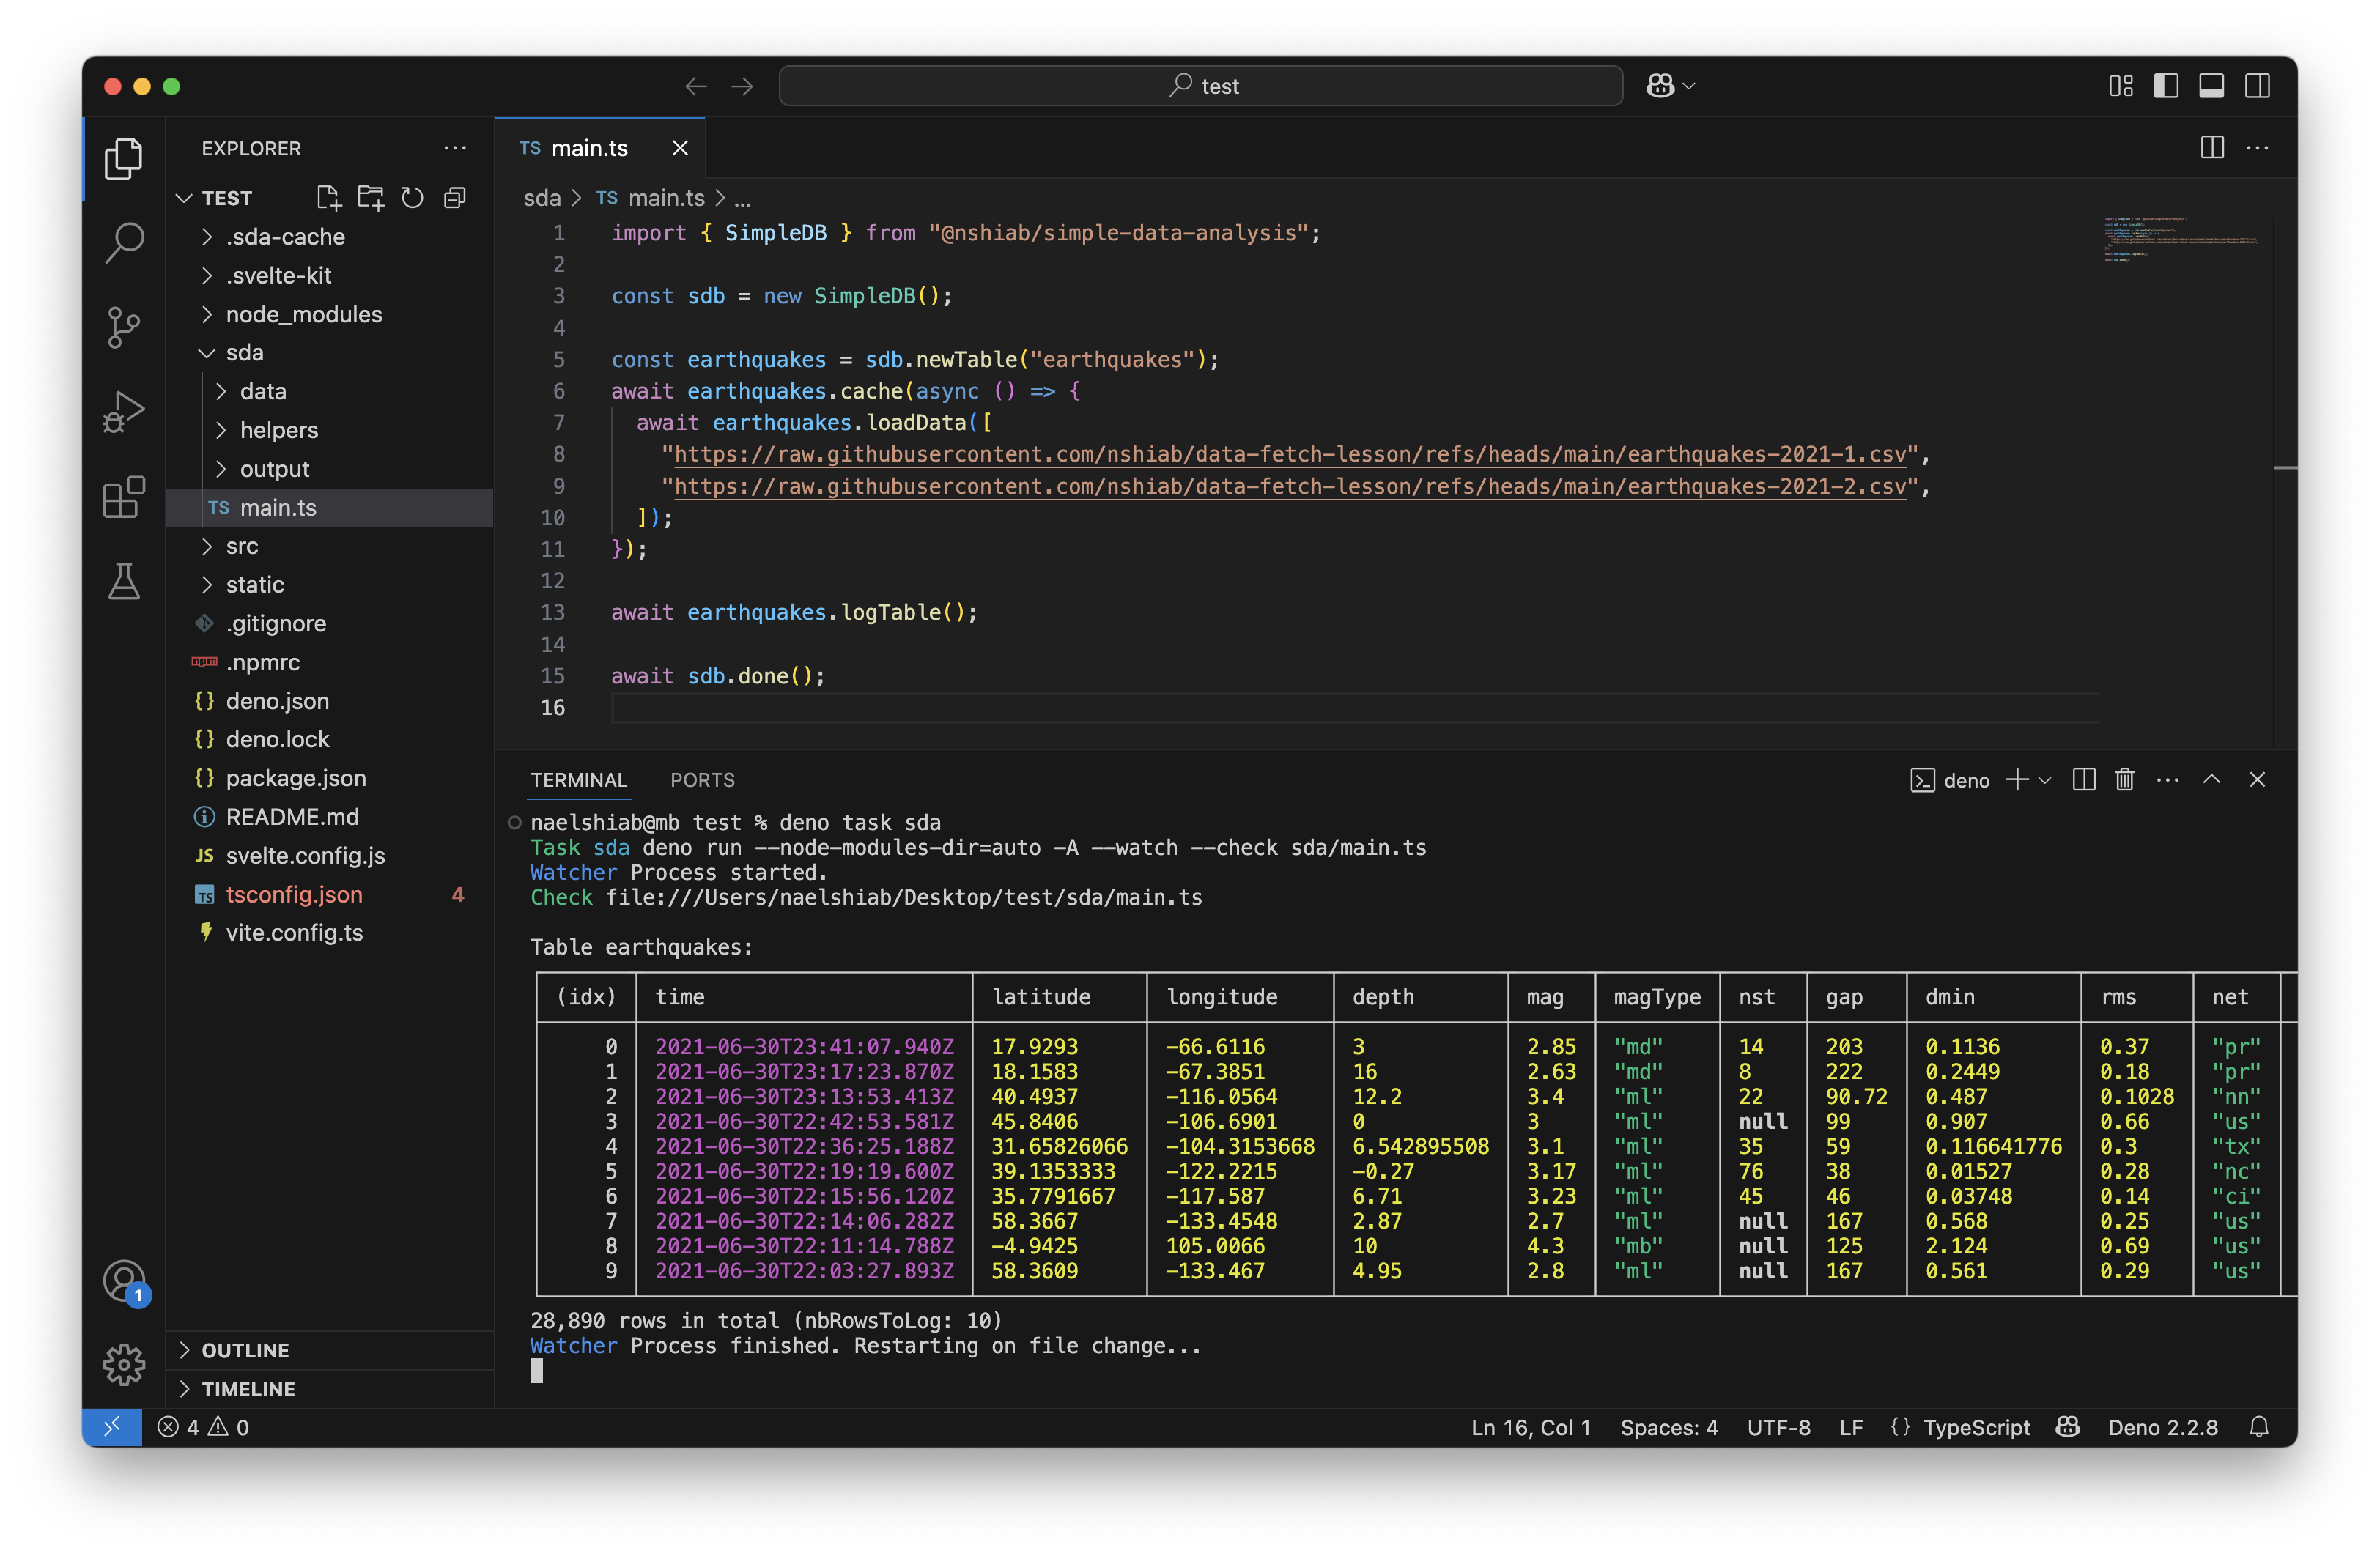 test
EXPLORER
TEST
.sda-cache
.svelte-kit
node_modules
sda
data
helpers
output
TS main.ts
src
static
.gitignore
.npmrc
{} deno.json
{} deno.lock
{} package.json
README.md
JS svelte.config.js
TS tsconfig.json 4
vite.config.ts
OUTLINE
TIMELINE
1
TS main.ts
sda > TS main.ts > ...
1 import { SimpleDB } from "@nshiab/simple-data-analysis";
2
3 const sdb = new SimpleDB();
4
5 const earthquakes = sdb.newTable("earthquakes");
6 await earthquakes.cache(async () => {
7 await earthquakes.loadData([
8 "https://raw.githubusercontent.com/nshiab/data-fetch-lesson/refs/heads/main/earthquakes-2021-1.csv",
9 "https://raw.githubusercontent.com/nshiab/data-fetch-lesson/refs/heads/main/earthquakes-2021-2.csv",
10 ]);
11 });
12
13 await earthquakes.logTable();
14
15 await sdb.done();
16
TERMINAL PORTS
deno
naelshiab@mb test % deno task sda
Task sda deno run --node-modules-dir=auto -A --watch --check sda/main.ts
Watcher Process started.
Check file:///Users/naelshiab/Desktop/test/sda/main.ts
Table earthquakes:
(idx) time latitude longitude depth mag magType nst gap dmin rms net
0 2021-06-30T23:41:07.940Z 17.9293 -66.6116 3 2.85 "md" 14 203 0.1136 0.37 "pr"
1 2021-06-30T23:17:23.870Z 18.1583 -67.3851 16 2.63 "md" 8 222 0.2449 0.18 "pr"
2 2021-06-30T23:13:53.413Z 40.4937 -116.0564 12.2 3.4 "ml" 22 90.72 0.487 0.1028 "nn"
3 2021-06-30T22:42:53.581Z 45.8406 -106.6901 0 3 "ml" null 99 0.907 0.66 "us"
4 2021-06-30T22:36:25.188Z 31.65826066 -104.3153668 6.542895508 3.1 "ml" 35 59 0.116641776 0.3 "tx"
5 2021-06-30T22:19:19.600Z 39.1353333 -122.2215 -0.27 3.17 "ml" 76 38 0.01527 0.28 "nc"
6 2021-06-30T22:15:56.120Z 35.7791667 -117.587 6.71 3.23 "ml" 45 46 0.03748 0.14 "ci"
7 2021-06-30T22:14:06.282Z 58.3667 -133.4548 2.87 2.7 "ml" null 167 0.568 0.25 "us"
8 2021-06-30T22:11:14.788Z -4.9425 105.0066 10 4.3 "mb" null 125 2.124 0.69 "us"
9 2021-06-30T22:03:27.893Z 58.3609 -133.467 4.95 2.8 "ml" null 167 0.561 0.29 "us"
28,890 rows in total (nbRowsToLog: 10)
Watcher Process finished. Restarting on file change...
4 0
Ln 16, Col 1 Spaces: 4 UTF-8 LF {} TypeScript Deno 2.2.8